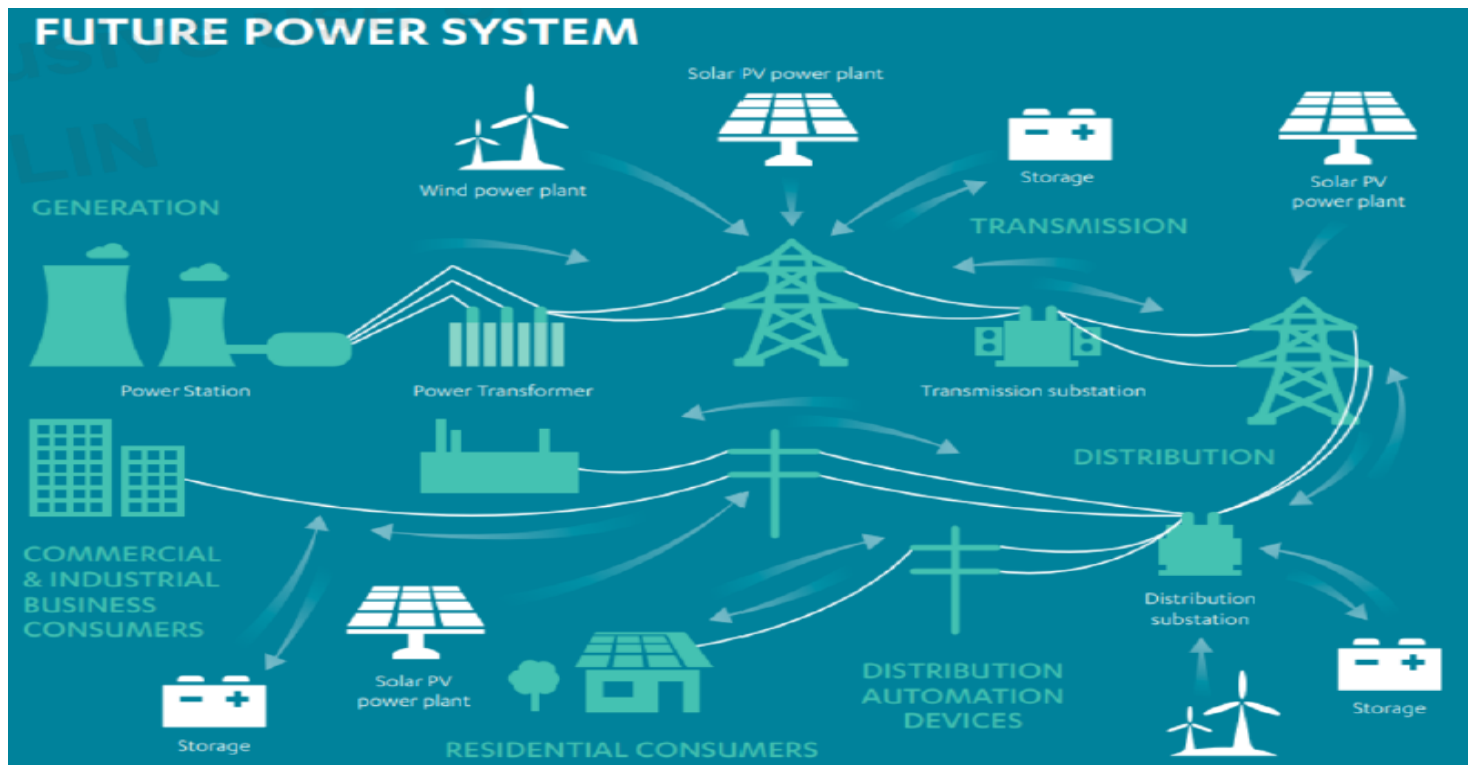 FUTURE POWER SYSTEM
LIN
Solar PV power plant
Wind power plant
Storage
Solar PV
power plant
GENERATION
TRANSMISSION
Power Station
Power Transformer
Transmission substation
DISTRIBUTION
COMMERCIAL
& INDUSTRIAL
BUSINESS
CONSUMERS
Distribution
substation
Solar PV
power plant
DISTRIBUTION
AUTOMATION
DEVICES
Storage
Storage
RESIDENTIAL CONSUMERS